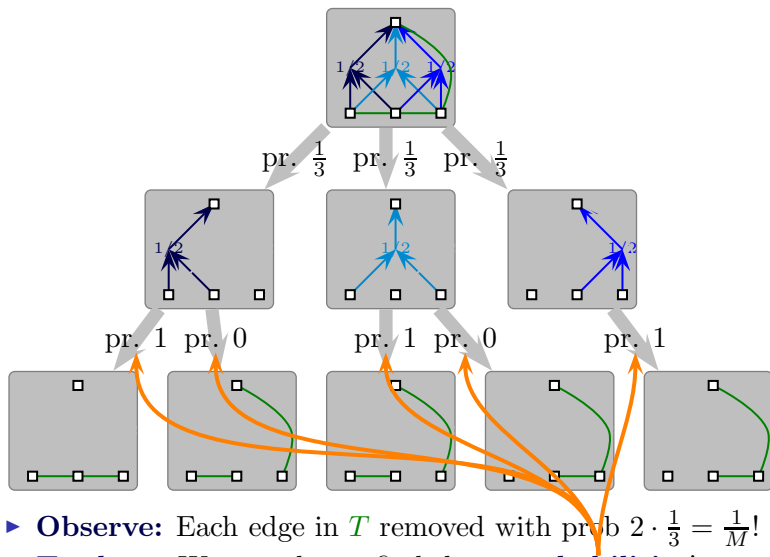 1/2 1/2 1/2
pr. 1/3 pr. 1/3 pr. 1/3
1/2 1/2 1/2
pr. 1 pr. 0 pr. 1 pr. 0 pr. 1
▸ Observe: Each edge in T removed with prob 2 · 1/3 = 1/M!